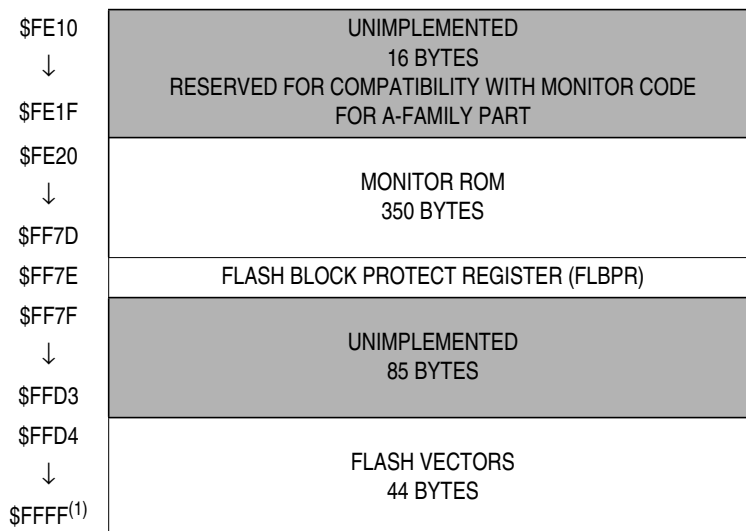 $FE10
↓
$FE1F
UNIMPLEMENTED
16 BYTES
RESERVED FOR COMPATIBILITY WITH MONITOR CODE
FOR A-FAMILY PART
$FE20
↓
$FF7D
MONITOR ROM
350 BYTES
$FF7E
FLASH BLOCK PROTECT REGISTER (FLBPR)
$FF7F
↓
$FFD3
UNIMPLEMENTED
85 BYTES
$FFD4
↓
$FFFF(1)
FLASH VECTORS
44 BYTES